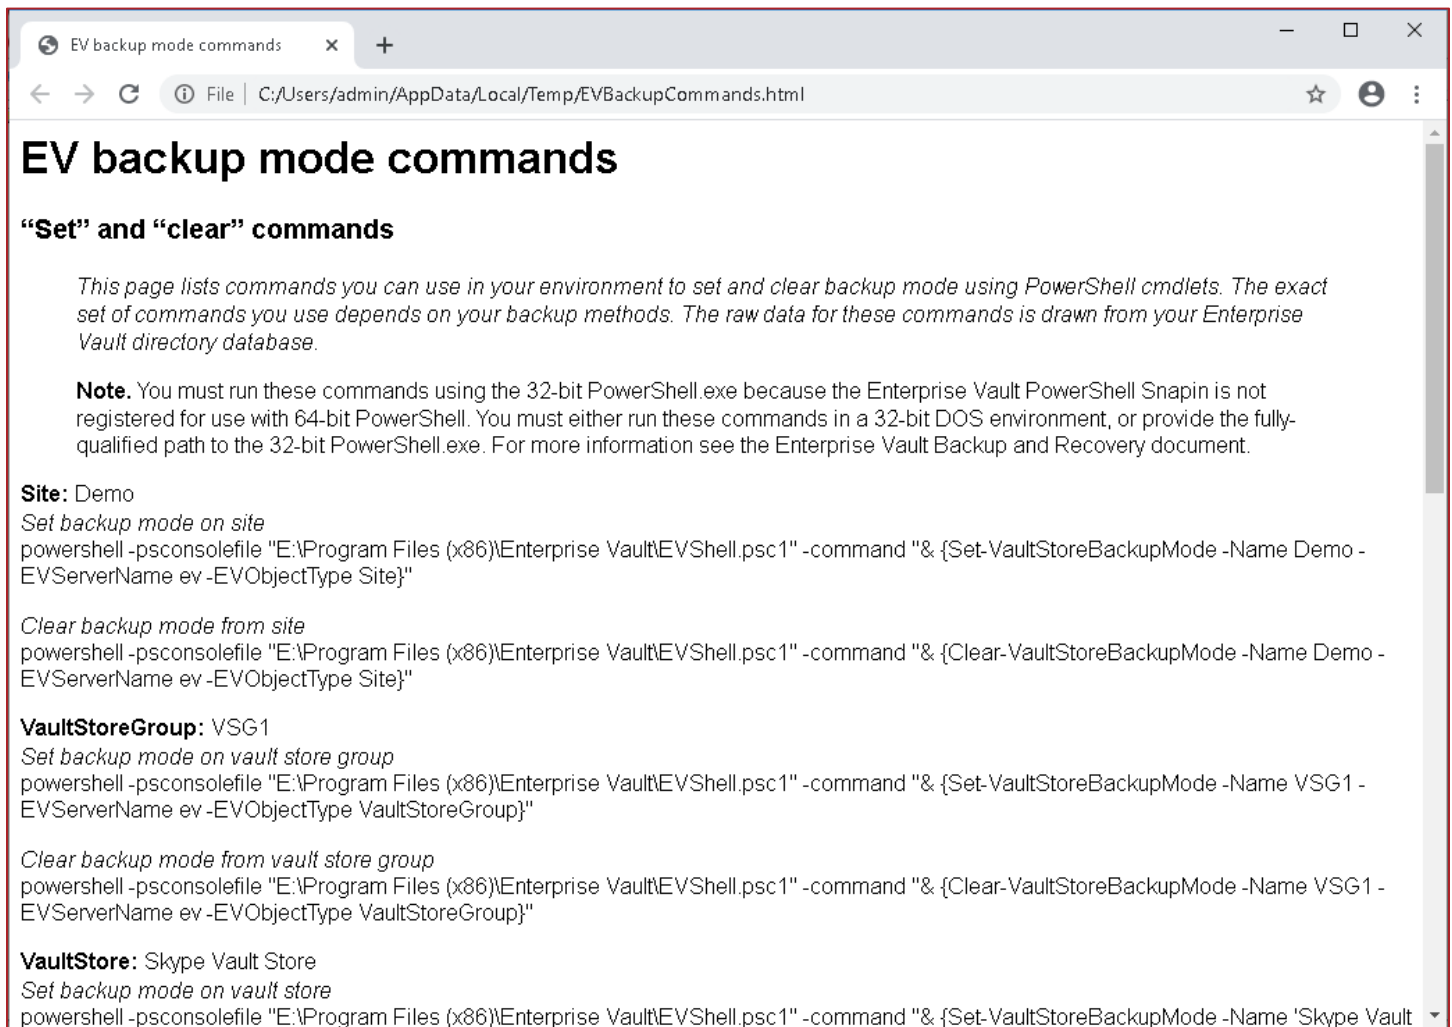 EV backup mode commands
File
C:/Users/admin/AppData/Local/Temp/EVBackupCommands.html
EV backup mode commands
“Set” and “clear” commands
This page lists commands you can use in your environment to set and clear backup mode using PowerShell cmdlets. The exact
set of commands you use depends on your backup methods. The raw data for these commands is drawn from your Enterprise
Vault directory database.
Note. You must run these commands using the 32-bit PowerShell.exe because the Enterprise Vault PowerShell Snapin is not
registered for use with 64-bit PowerShell. You must either run these commands in a 32-bit DOS environment, or provide the fully-
qualified path to the 32-bit PowerShell.exe. For more information see the Enterprise Vault Backup and Recovery document.
Site: Demo
Set backup mode on site
powershell -psconsolefile "E:\Program Files (x86)\Enterprise Vault\EVShell.psc1" -command "& {Set-VaultStoreBackupMode -Name Demo -
EVServerName ev -EVObjectType Site}"
Clear backup mode from site
powershell -psconsolefile "E:\Program Files (x86)\Enterprise Vault\EVShell.psc1" -command "& {Clear-VaultStoreBackupMode -Name Demo -
EVServerName ev -EVObjectType Site}"
VaultStoreGroup: VSG1
Set backup mode on vault store group
powershell -psconsolefile "E:\Program Files (x86)\Enterprise Vault\EVShell.psc1" -command "& {Set-VaultStoreBackupMode -Name VSG1 -
EVServerName ev -EVObjectType VaultStoreGroup}"
Clear backup mode from vault store group
powershell -psconsolefile "E:\Program Files (x86)\Enterprise Vault\EVShell.psc1" -command "& {Clear-VaultStoreBackupMode -Name VSG1 -
EVServerName ev -EVObjectType VaultStoreGroup}"
VaultStore: Skype Vault Store
Set backup mode on vault store
powershell -psconsolefile "E:\Program Files (x86)\Enterprise Vault\EVShell.psc1" -command "& {Set-VaultStoreBackupMode -Name 'Skype Vault